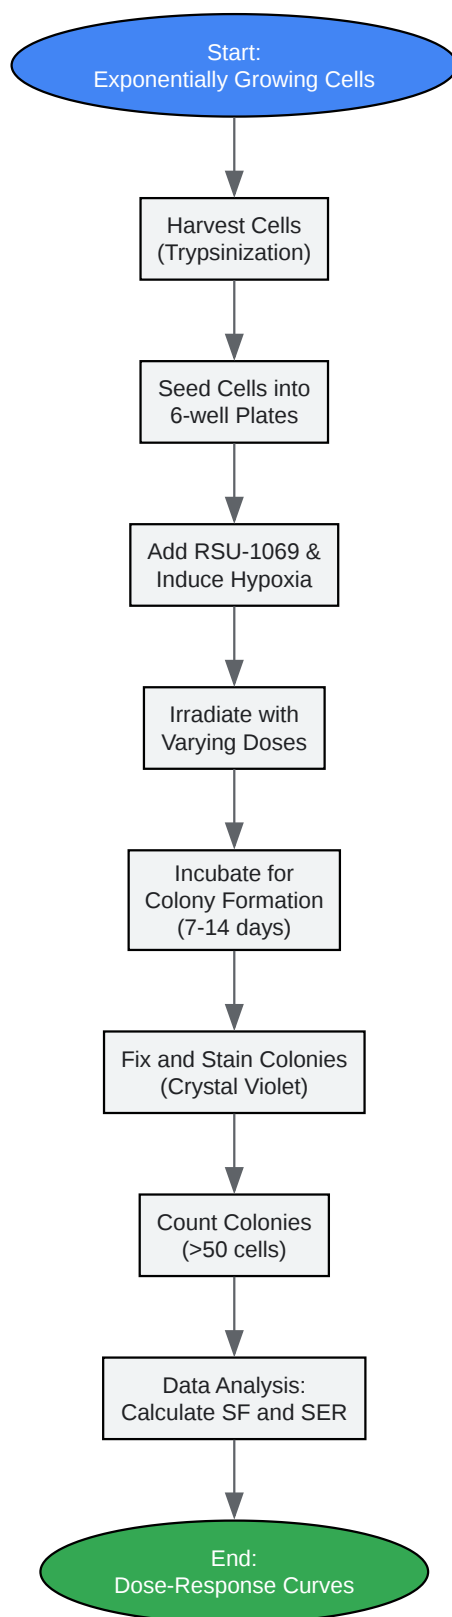 Start:
Exponentially Growing Cells
Harvest Cells
(Trypsinization)
Seed Cells into
6-well Plates
Add RSU-1069 &
Induce Hypoxia
Irradiate with
Varying Doses
Incubate for
Colony Formation
(7-14 days)
Fix and Stain Colonies
(Crystal Violet)
Count Colonies
(>50 cells)
Data Analysis:
Calculate SF and SER
End:
Dose-Response Curves